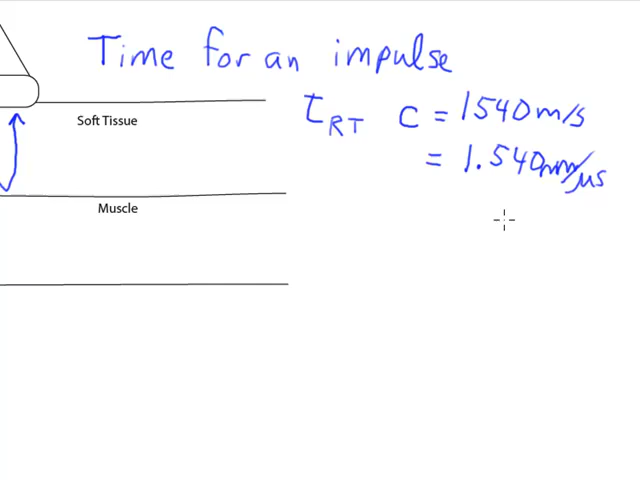 Time for an impulse
t_RT c = 1540 m/s
Soft Tissue
= 1.540 mm/μs
Muscle